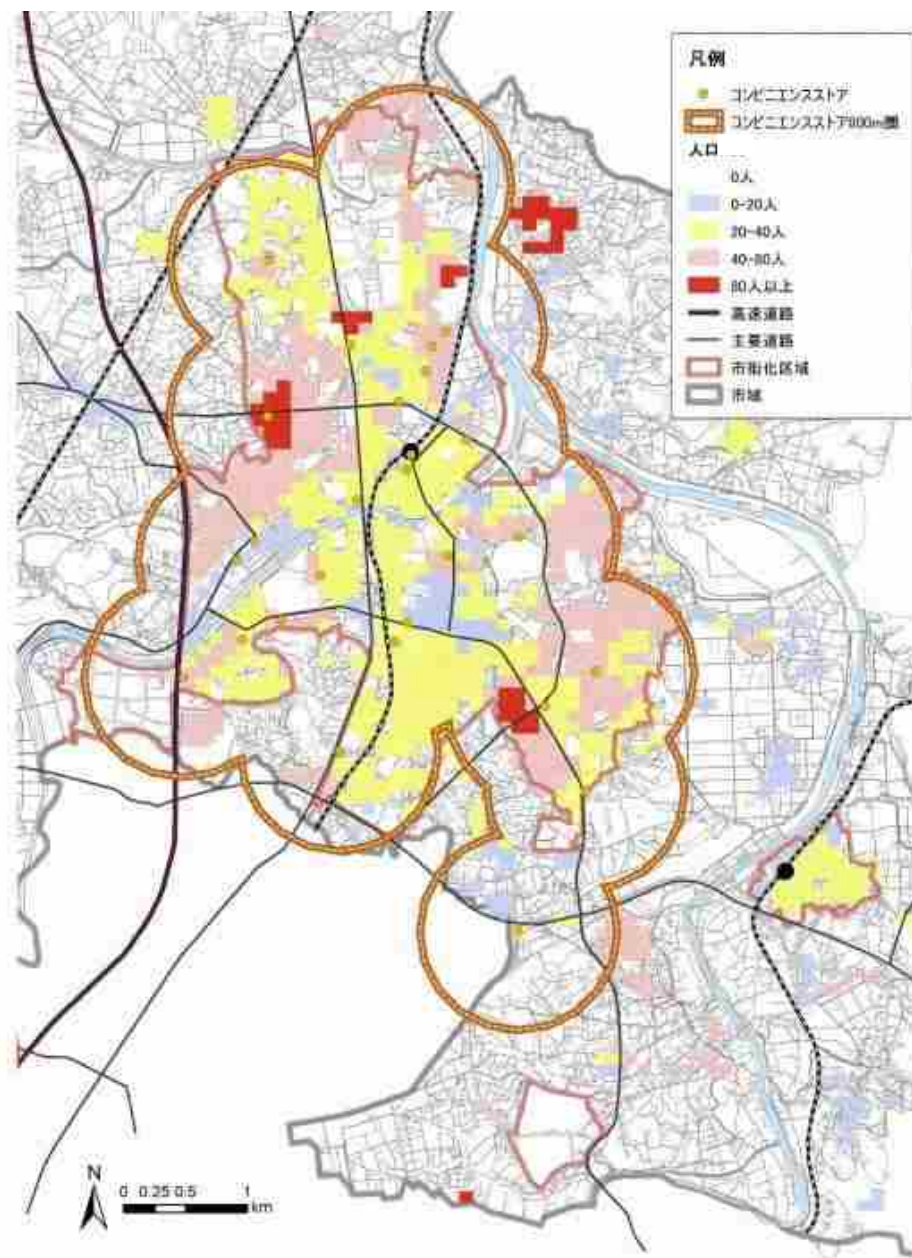 凡例
コンビニエンスストア
コンビニエンスストア800m圏
人口
0人
0-20人
20-40人
40-80人
80人以上
高速道路
主要道路
市街化区域
市域
N
0 0.25 0.5 1
km